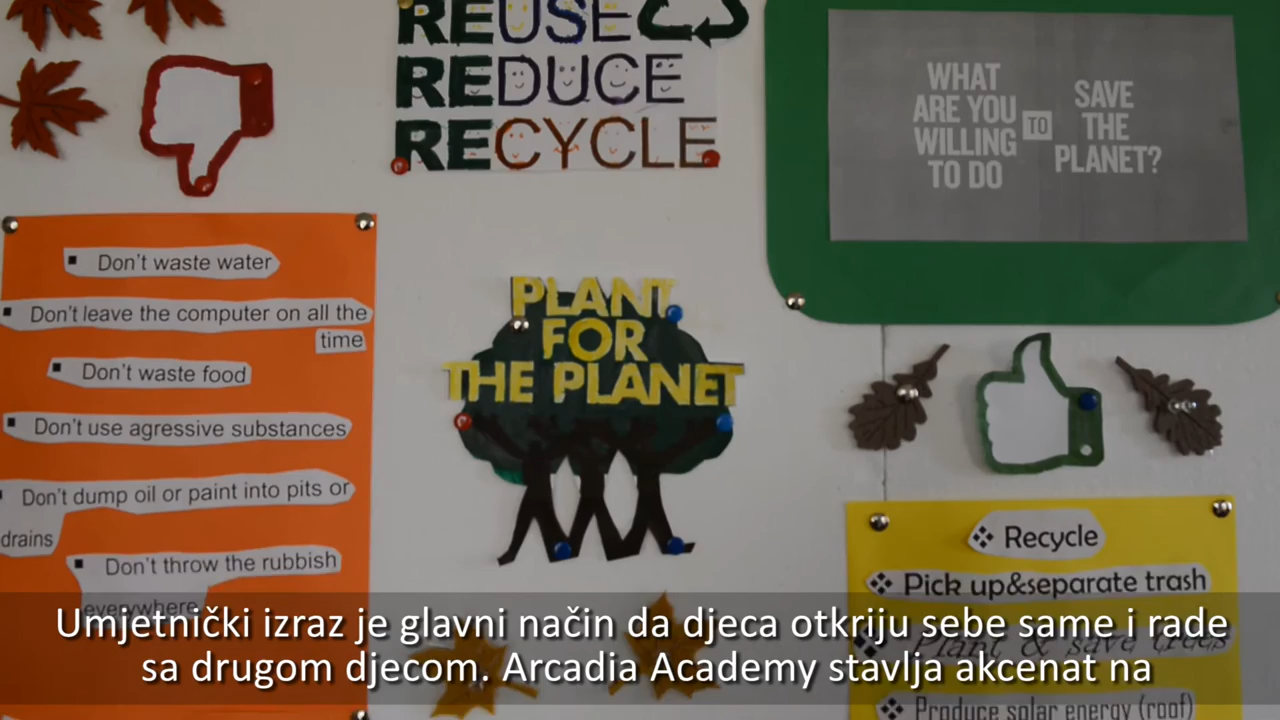 REUSE
REDUCE
RECYCLE
WHAT
ARE YOU
WILLING
TO DO
TO
SAVE
THE
PLANET?
Don't waste water
Don't leave the computer on all the
time
Don't waste food
Don't use agressive substances
Don't dump oil or paint into pits or
drains
Don't throw the rubbish
everywhere
PLANT
FOR
THE PLANET
Recycle
Pick up&separate trash
Plant & save trees
Produce solar energy (roof)
Umjetnički izraz je glavni način da djeca otkriju sebe same i rade
sa drugom djecom. Arcadia Academy stavlja akcenat na